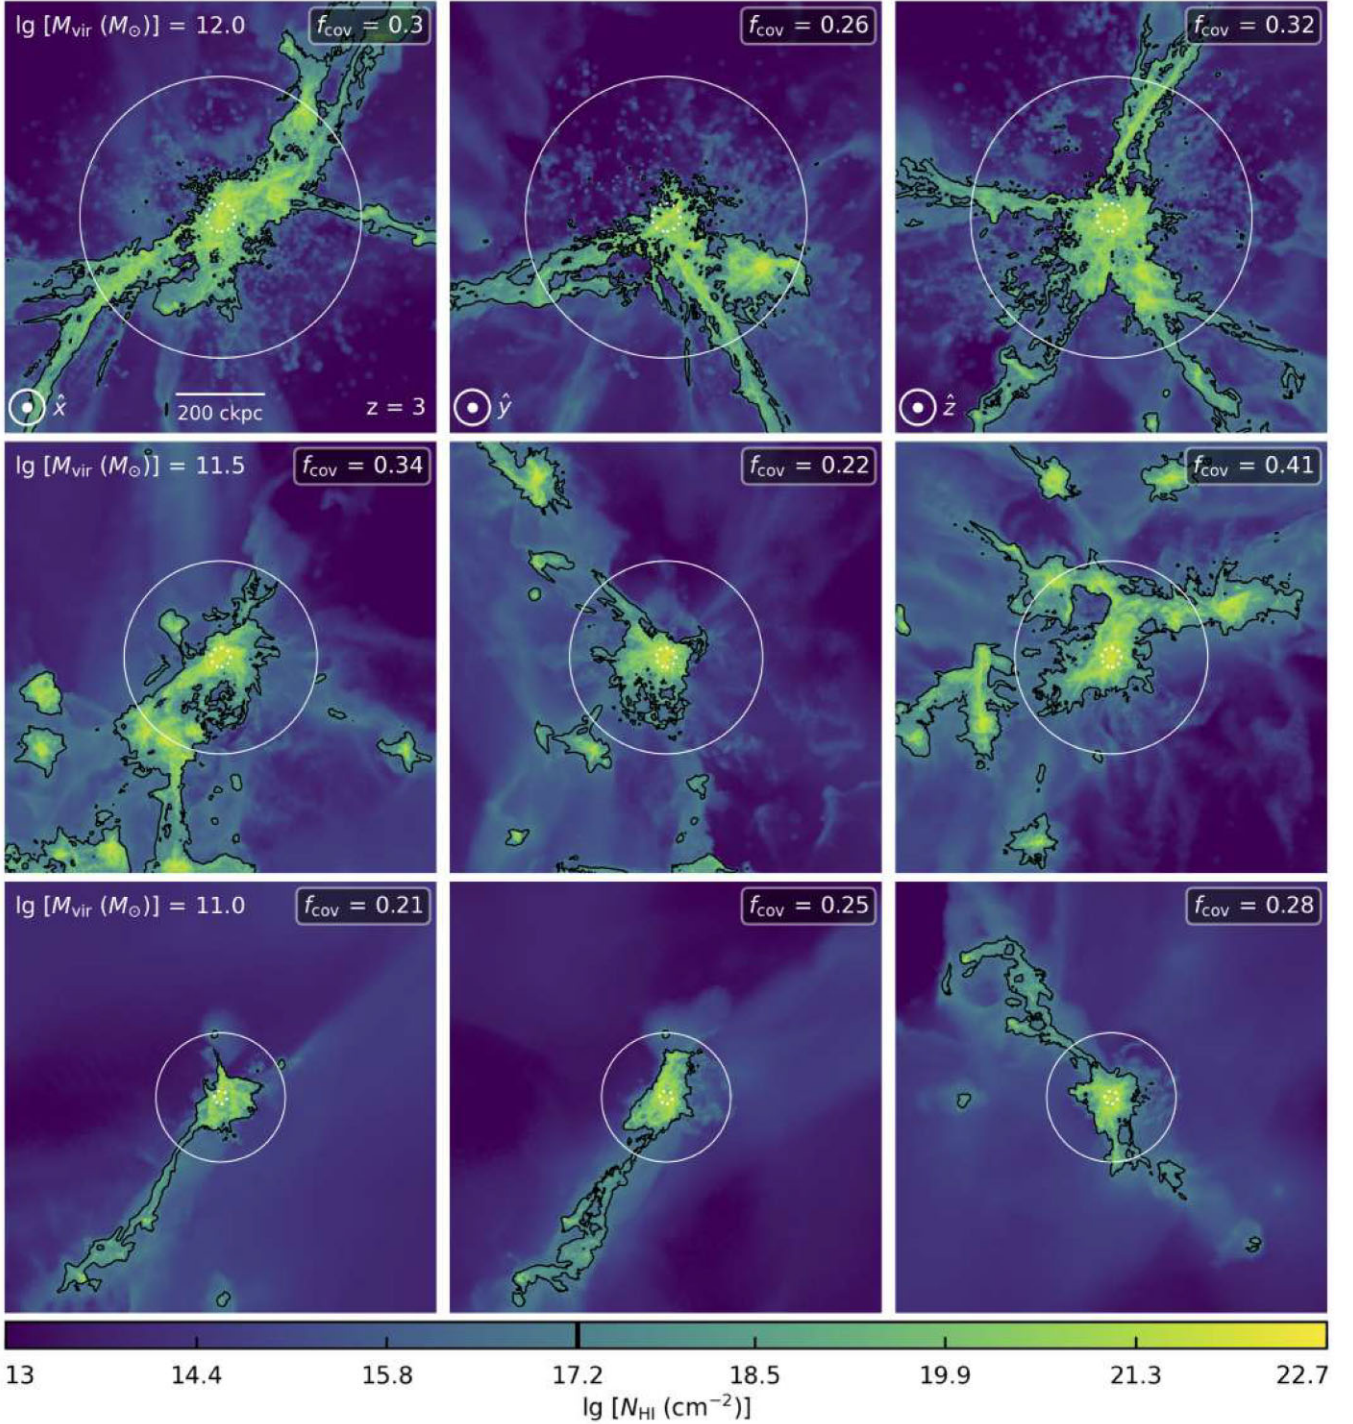 lg [M_vir (M_⊙)] = 12.0
f_cov = 0.3
f_cov = 0.26
f_cov = 0.32
x̂
200 ckpc
z = 3
ŷ
ẑ
lg [M_vir (M_⊙)] = 11.5
f_cov = 0.34
f_cov = 0.22
f_cov = 0.41
lg [M_vir (M_⊙)] = 11.0
f_cov = 0.21
f_cov = 0.25
f_cov = 0.28
13 14.4 15.8 17.2 18.5 19.9 21.3 22.7
lg [N_HI (cm⁻²)]